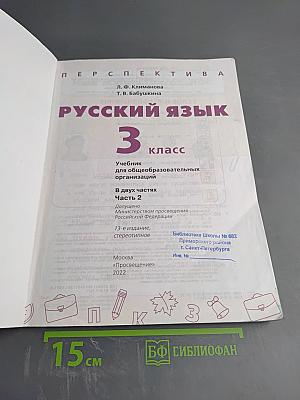 ПЕРСПЕКТИВА
Л. Ф. Климанова
Т. В. Бабушкина
РУССКИЙ ЯЗЫК
3 класс
Учебник
для общеобразовательных
организаций
В двух частях
Часть 2
Допущено
Министерством просвещения
Российской Федерации
13-е издание,
стереотипное
Библиотека Школы № 682
Приморского района
г. Санкт-Петербурга
Инв. №
Москва
«Просвещение»
2022
П К З
15 см
БФ БИБЛИОФАН